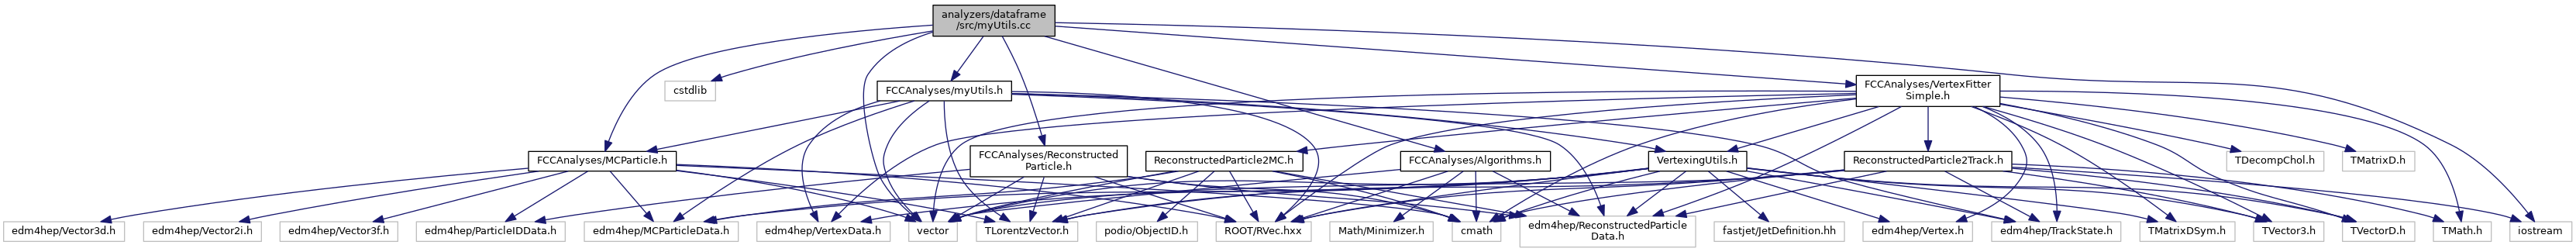 analyzers/dataframe
/src/myUtils.cc
cstdlib
FCCAnalyses/myUtils.h
FCCAnalyses/VertexFitter
Simple.h
FCCAnalyses/MCParticle.h
FCCAnalyses/Reconstructed
Particle.h
ReconstructedParticle2MC.h
FCCAnalyses/Algorithms.h
VertexingUtils.h
ReconstructedParticle2Track.h
TDecompChol.h
TMatrixD.h
edm4hep/Vector3d.h
edm4hep/Vector2i.h
edm4hep/Vector3f.h
edm4hep/ParticleIDData.h
edm4hep/MCParticleData.h
edm4hep/VertexData.h
vector
TLorentzVector.h
podio/ObjectID.h
ROOT/RVec.hxx
Math/Minimizer.h
cmath
edm4hep/ReconstructedParticle
Data.h
fastjet/JetDefinition.hh
edm4hep/Vertex.h
edm4hep/TrackState.h
TMatrixDSym.h
TVector3.h
TVectorD.h
TMath.h
iostream